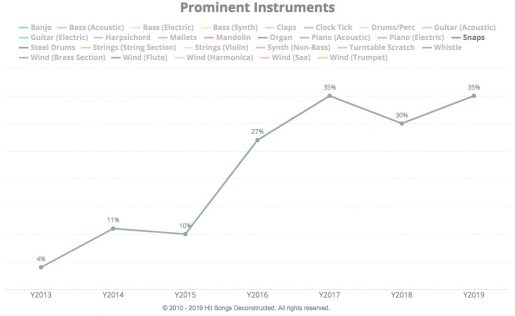 Prominent Instruments
Banjo Bass (Acoustic) Bass (Electric) Bass (Synth) Claps Clock Tick Drums/Perc Guitar (Acoustic)
Guitar (Electric) Harpsichord Mallets Mandolin Organ Piano (Acoustic) Piano (Electric) Snaps
Steel Drums Strings (String Section) Strings (Violin) Synth (Non-Bass) Turntable Scratch Whistle
Wind (Brass Section) Wind (Flute) Wind (Harmonica) Wind (Sax) Wind (Trumpet)
35% 35%
30%
27%
11%
10%
4%
Y2013 Y2014 Y2015 Y2016 Y2017 Y2018 Y2019
© 2010 - 2019 Hit Songs Deconstructed. All rights reserved.